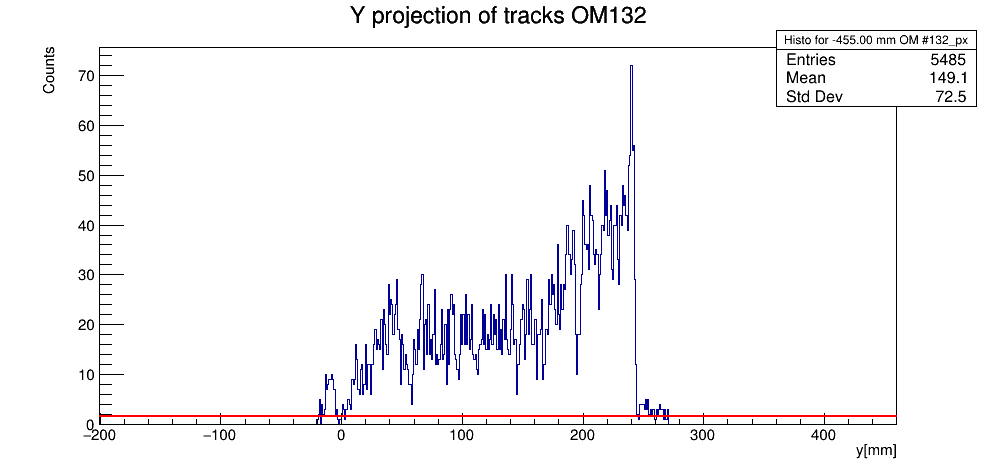 Y projection of tracks OM132
Histo for -455.00 mm OM #132_px
Entries 5485
Mean 149.1
Std Dev 72.5
Counts
70
60
50
40
30
20
10
0
−200 −100 0 100 200 300 400
y[mm]